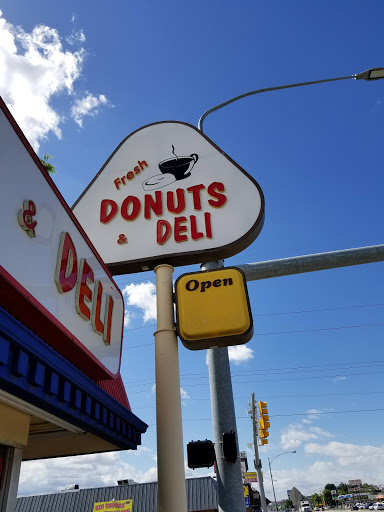 Fresh
DONUTS
& DELI
Open
& DELI